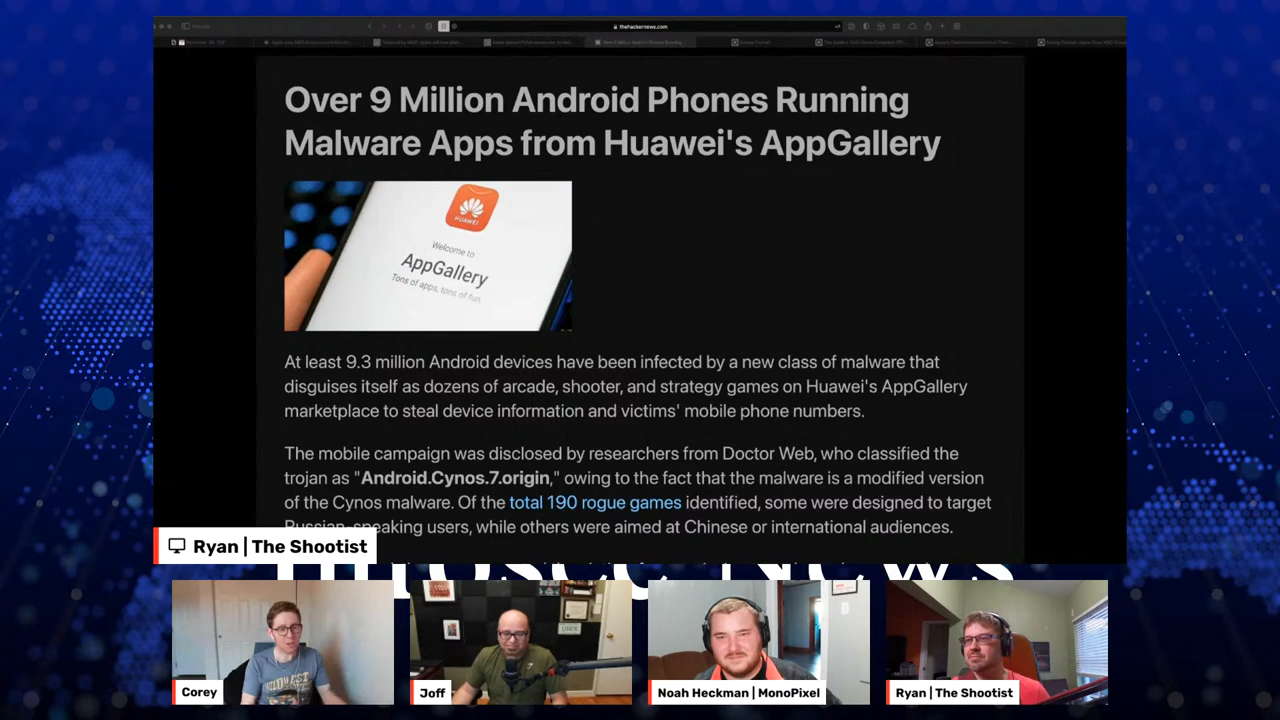 thehackernews.com
Over 9 Million Android Phones Running
Malware Apps from Huawei's AppGallery
HUAWEI
Welcome to
AppGallery
Tons of apps, tons of fun
At least 9.3 million Android devices have been infected by a new class of malware that
disguises itself as dozens of arcade, shooter, and strategy games on Huawei's AppGallery
marketplace to steal device information and victims' mobile phone numbers.
The mobile campaign was disclosed by researchers from Doctor Web, who classified the
trojan as "Android.Cynos.7.origin," owing to the fact that the malware is a modified version
of the Cynos malware. Of the total 190 rogue games identified, some were designed to target
Russian-speaking users, while others were aimed at Chinese or international audiences.
Ryan | The Shootist
Infosec News
UNIX
MIDWEST
Corey
Joff
Noah Heckman | MonoPixel
Ryan | The Shootist